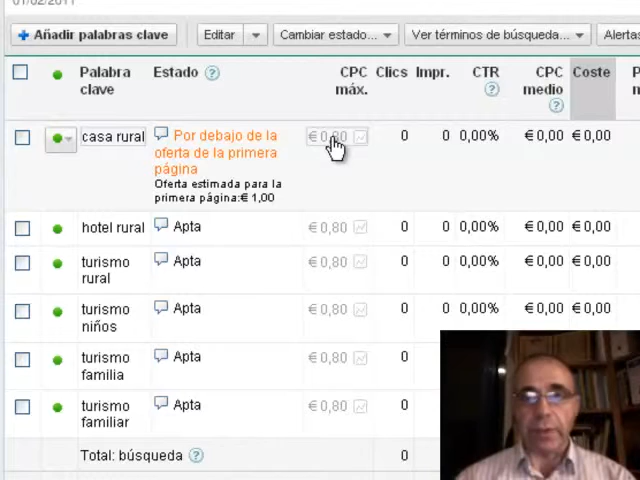 01/02/2011
Añadir palabras clave Editar Cambiar estado... Ver términos de búsqueda... Alertas
Palabra clave Estado CPC máx. Clics Impr. CTR CPC medio Coste
casa rural Por debajo de la € 0,80 0 0 0,00% € 0,00 € 0,00
oferta de la primera
página
Oferta estimada para la
primera página:€ 1,00
hotel rural Apta € 0,80 0 0 0,00% € 0,00 € 0,00
turismo rural Apta € 0,80 0 0 0,00% € 0,00 € 0,00
turismo niños Apta € 0,80 0 0 0,00% € 0,00 € 0,00
turismo familia Apta € 0,80 0
turismo familiar Apta € 0,80 0
Total: búsqueda 0